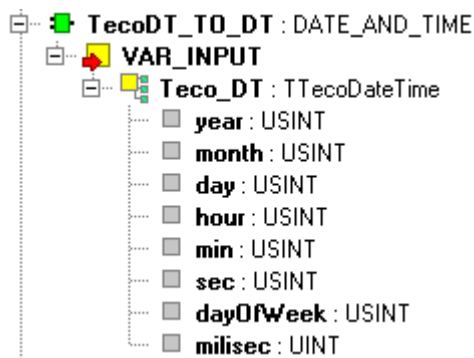 TecoDT_TO_DT : DATE_AND_TIME
VAR_INPUT
Teco_DT : TTecoDateTime
year : USINT
month : USINT
day : USINT
hour : USINT
min : USINT
sec : USINT
dayOfWeek : USINT
milisec : UINT